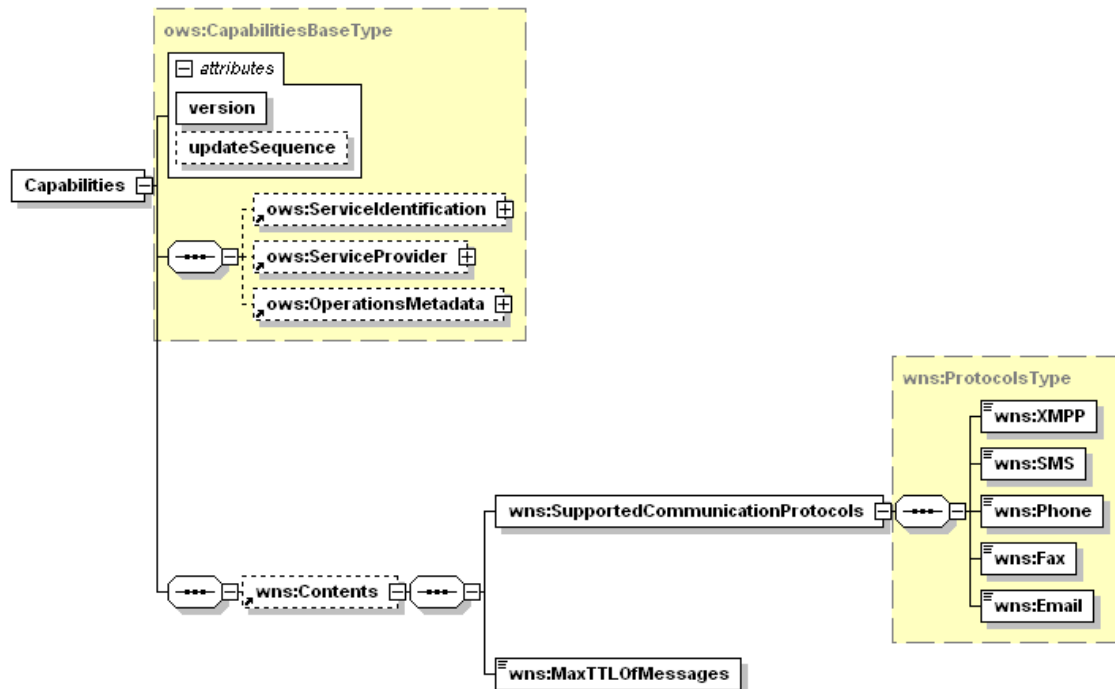 ows:CapabilitiesBaseType
attributes
version
updateSequence
Capabilities
ows:ServiceIdentification
ows:ServiceProvider
ows:OperationsMetadata
wns:ProtocolsType
wns:XMPP
wns:SMS
wns:SupportedCommunicationProtocols
wns:Phone
wns:Fax
wns:Contents
wns:Email
wns:MaxTTLOfMessages